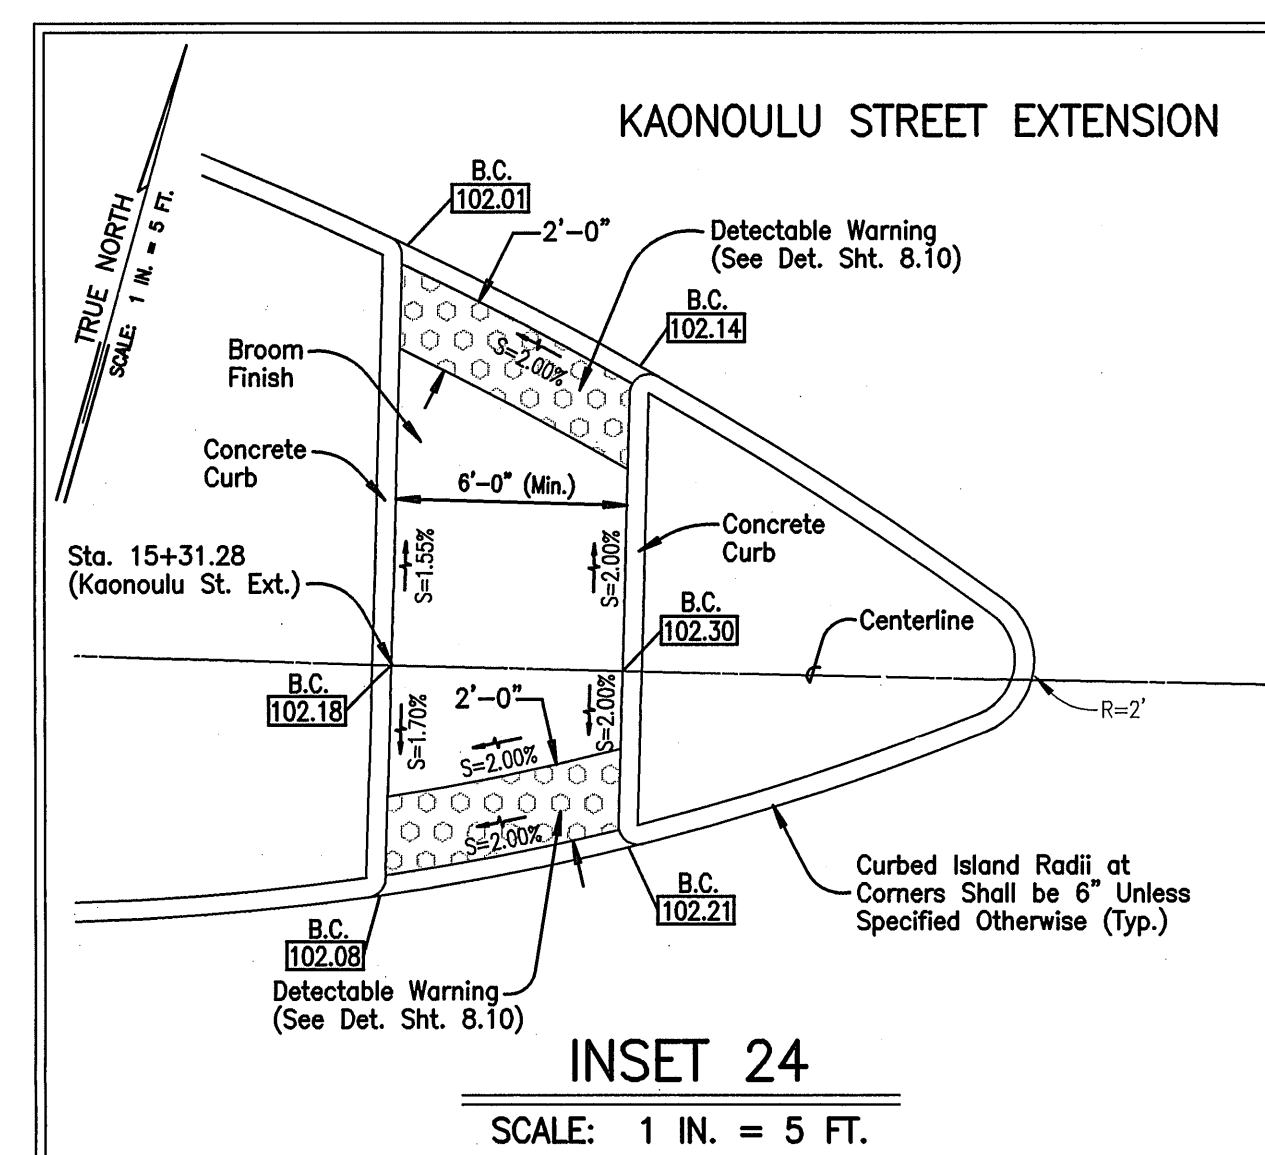 KAONOULU STREET EXTENSION
TRUE NORTH
SCALE: 1 IN. = 5 FT.
B.C.
102.01
2'-0"
Detectable Warning
(See Det. Sht. 8.10)
B.C.
102.14
S=2.00%
Broom
Finish
Concrete
Curb
6'-0" (Min.)
Concrete
Curb
Sta. 15+31.28
(Kaonoulu St. Ext.)
S=1.55%
S=2.00%
B.C.
102.30
Centerline
B.C.
102.18
S=1.70%
2'-0"
S=2.00%
S=2.00%
R=2'
S=2.00%
Curbed Island Radii at
Corners Shall be 6" Unless
Specified Otherwise (Typ.)
B.C.
102.21
B.C.
102.08
Detectable Warning
(See Det. Sht. 8.10)
INSET 24
SCALE: 1 IN. = 5 FT.